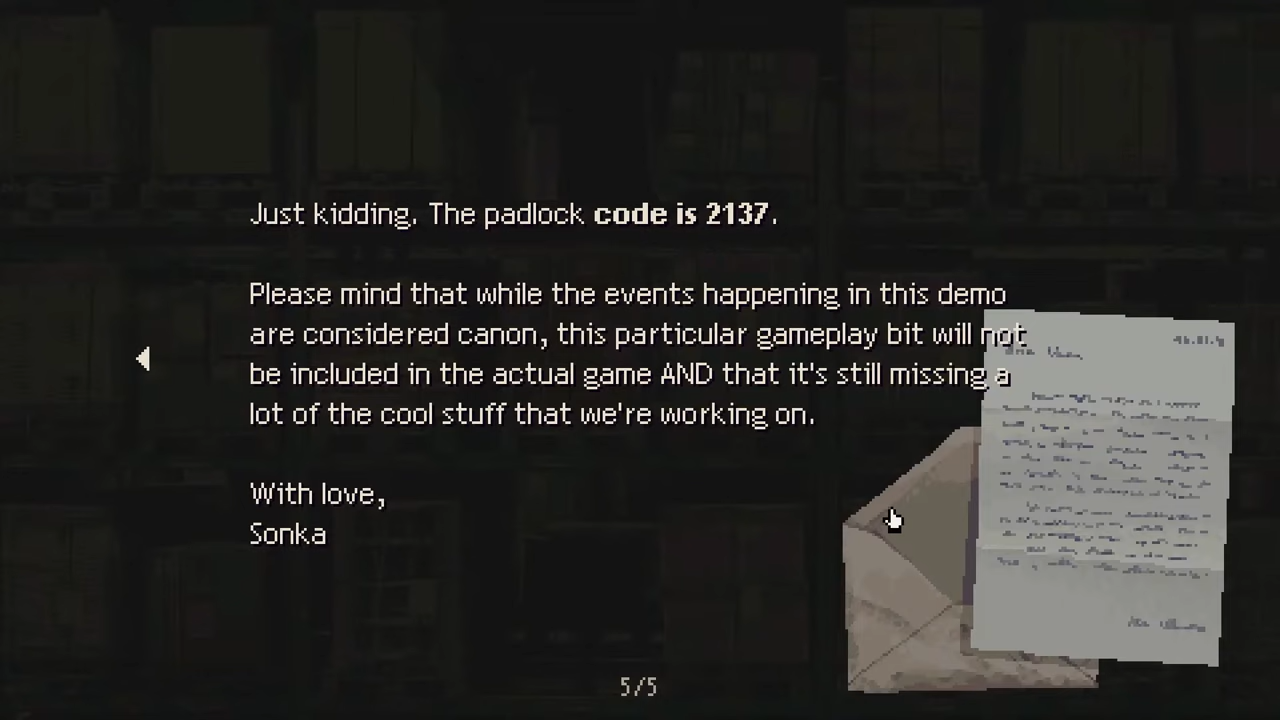 Just kidding. The padlock code is 2137.
Please mind that while the events happening in this demo
are considered canon, this particular gameplay bit will not
be included in the actual game AND that it's still missing a
lot of the cool stuff that we're working on.
With love,
Sonka
5/5